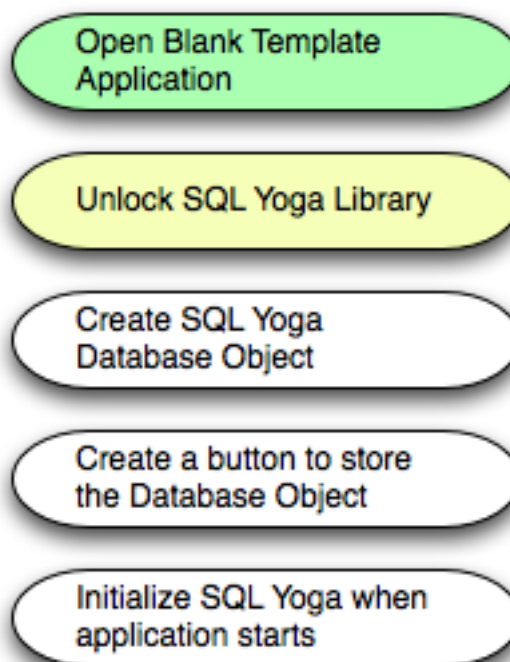 Open Blank Template
Application
Unlock SQL Yoga Library
Create SQL Yoga
Database Object
Create a button to store
the Database Object
Initialize SQL Yoga when
application starts